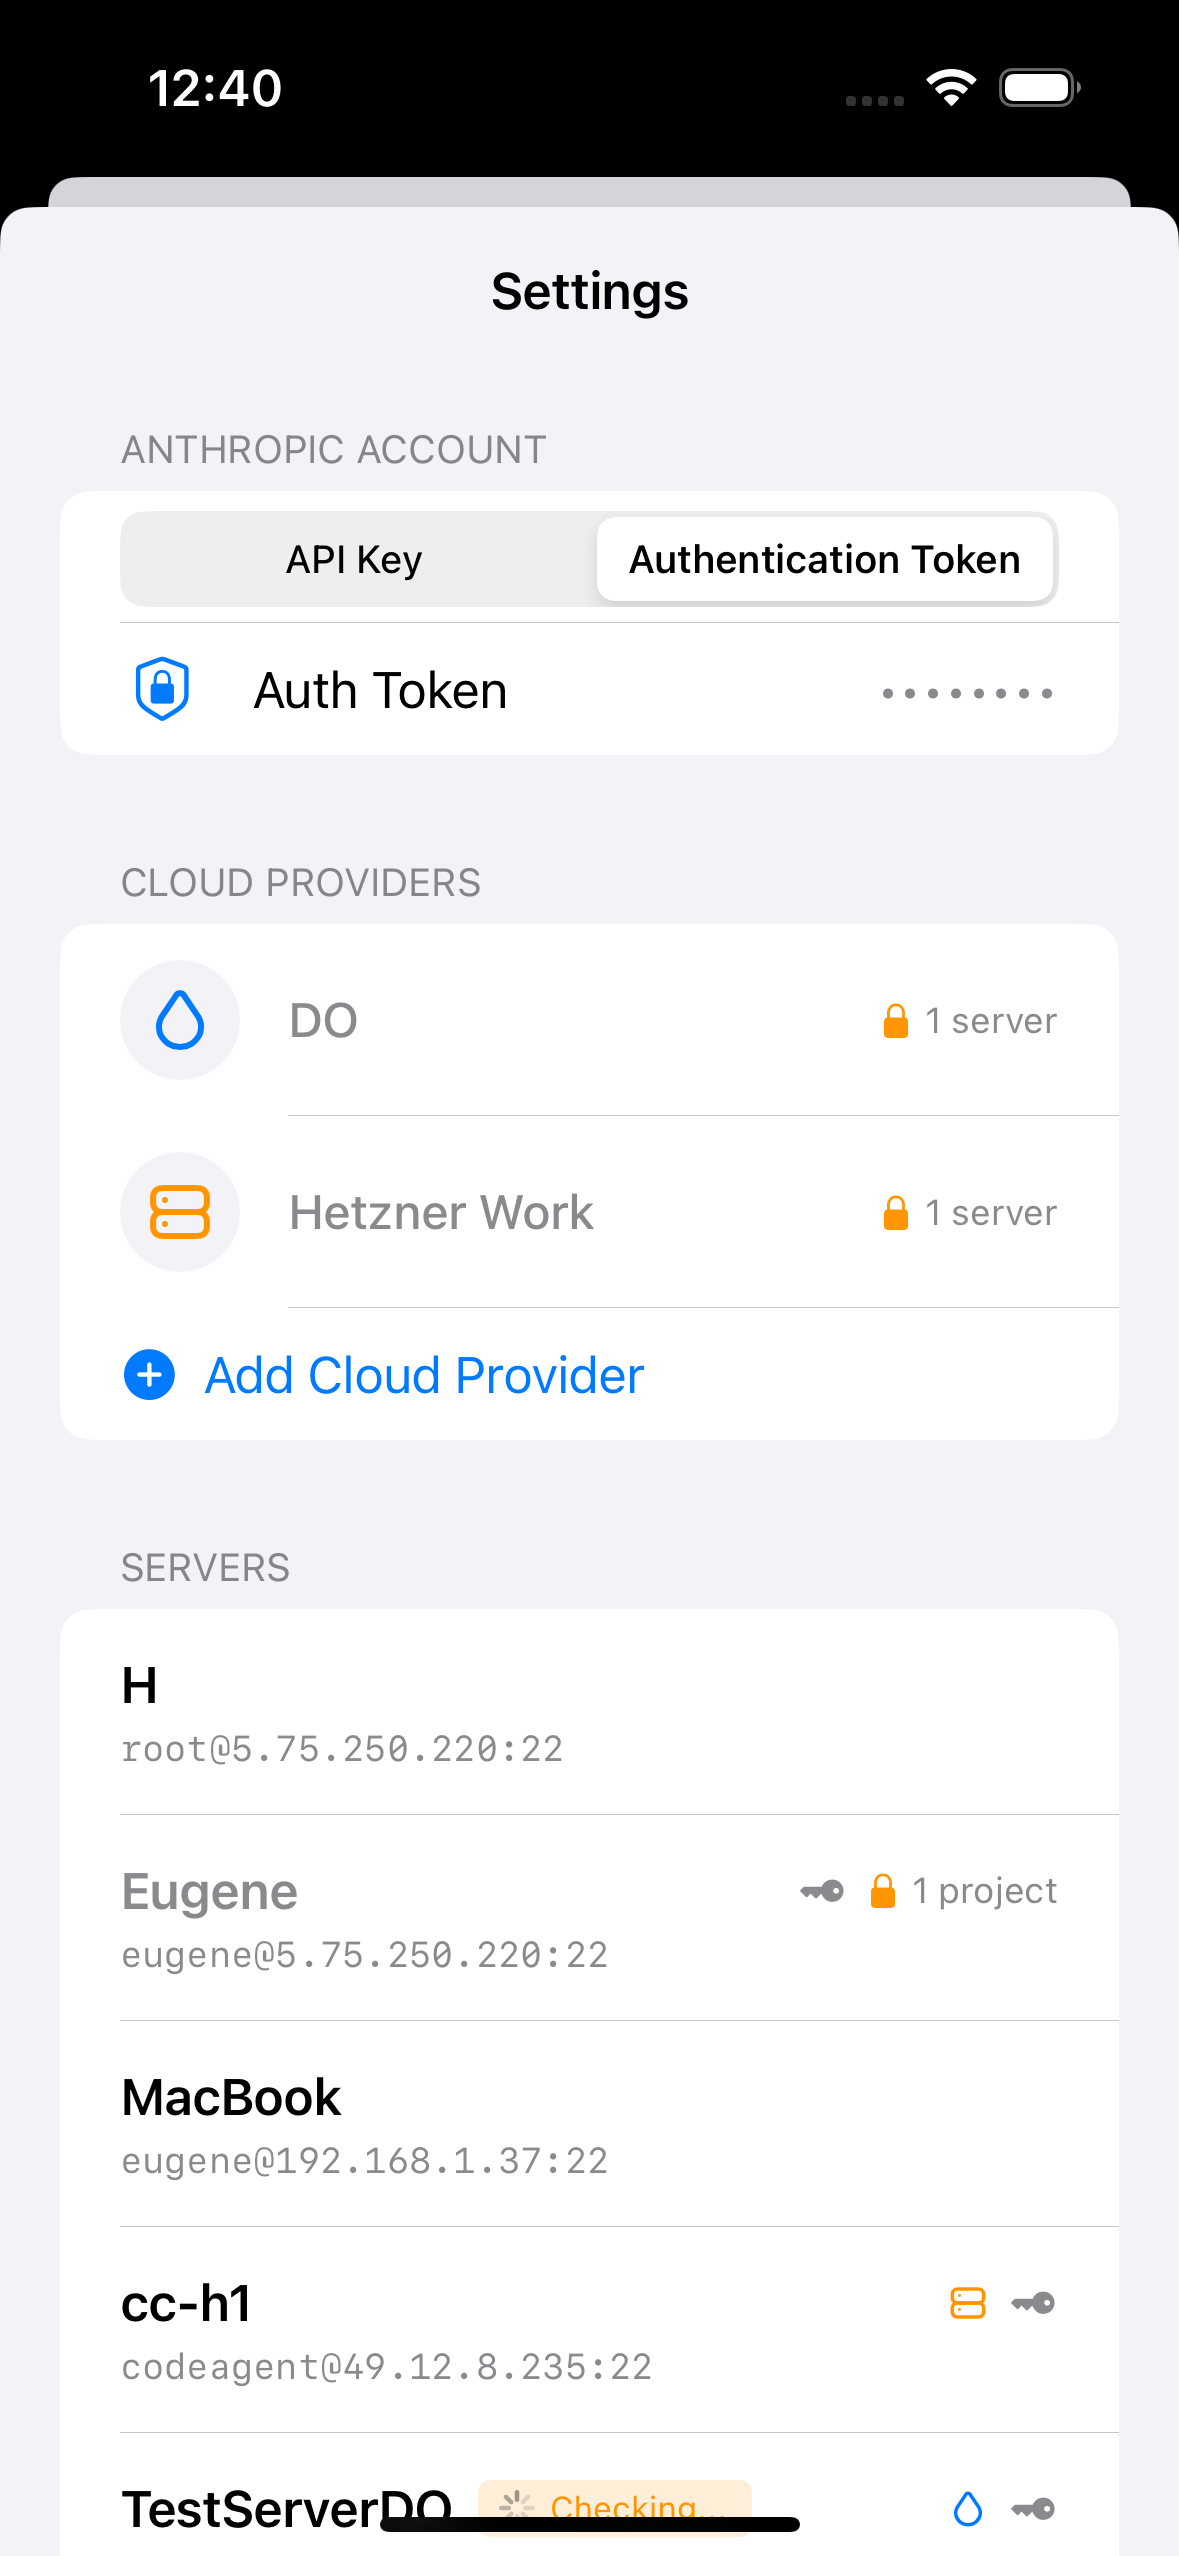 12:40
Settings
ANTHROPIC ACCOUNT
API Key
Authentication Token
Auth Token
CLOUD PROVIDERS
DO
1 server
Hetzner Work
1 server
Add Cloud Provider
SERVERS
H
root@5.75.250.220:22
Eugene
1 project
eugene@5.75.250.220:22
MacBook
eugene@192.168.1.37:22
cc-h1
codeagent@49.12.8.235:22
TestServerDO
Checking...